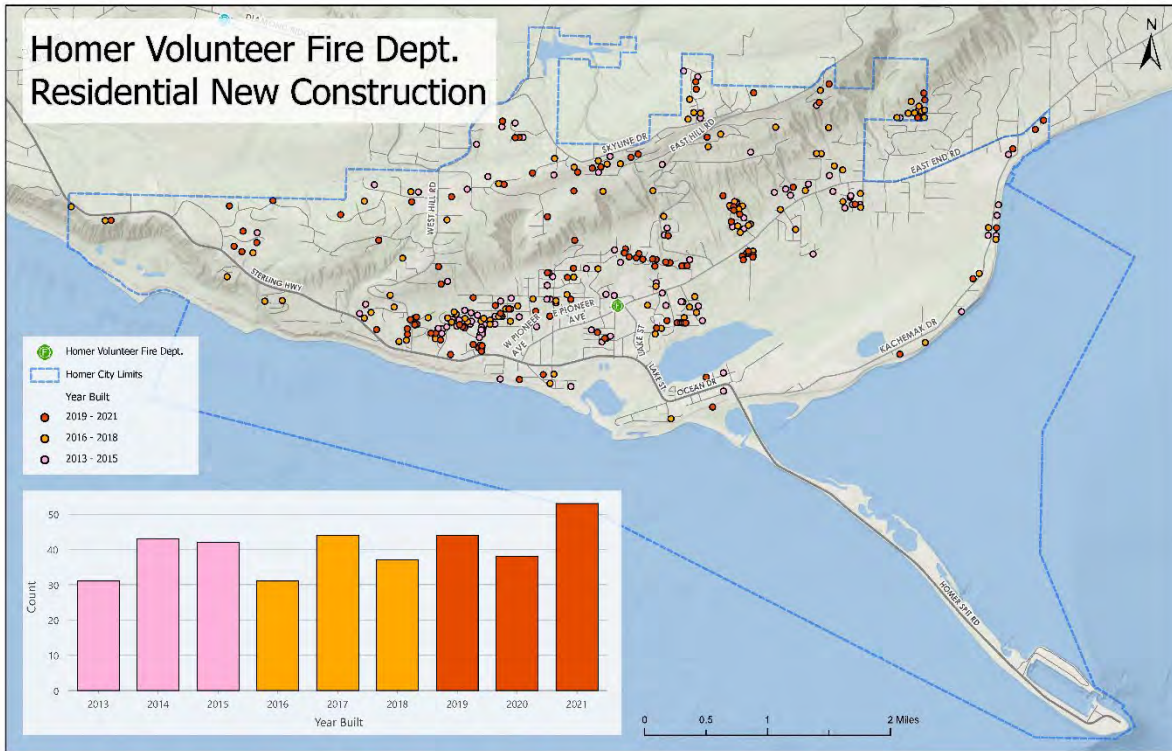 Homer Volunteer Fire Dept.
Residential New Construction
N
SKYLINE DR
EAST HILL RD
EAST END RD
WEST HILL RD
STERLING HWY
W PIONEER
AVE
E PIONEER
AVE
LAKE ST
LAKE ST
OCEAN DR
KACHEMAK DR
HOMER SPIT RD
F
Homer Volunteer Fire Dept.
Homer City Limits
Year Built
2019 - 2021
2016 - 2018
2013 - 2015
Count
50
40
30
20
10
0
2013 2014 2015 2016 2017 2018 2019 2020 2021
Year Built
0 0.5 1 2 Miles